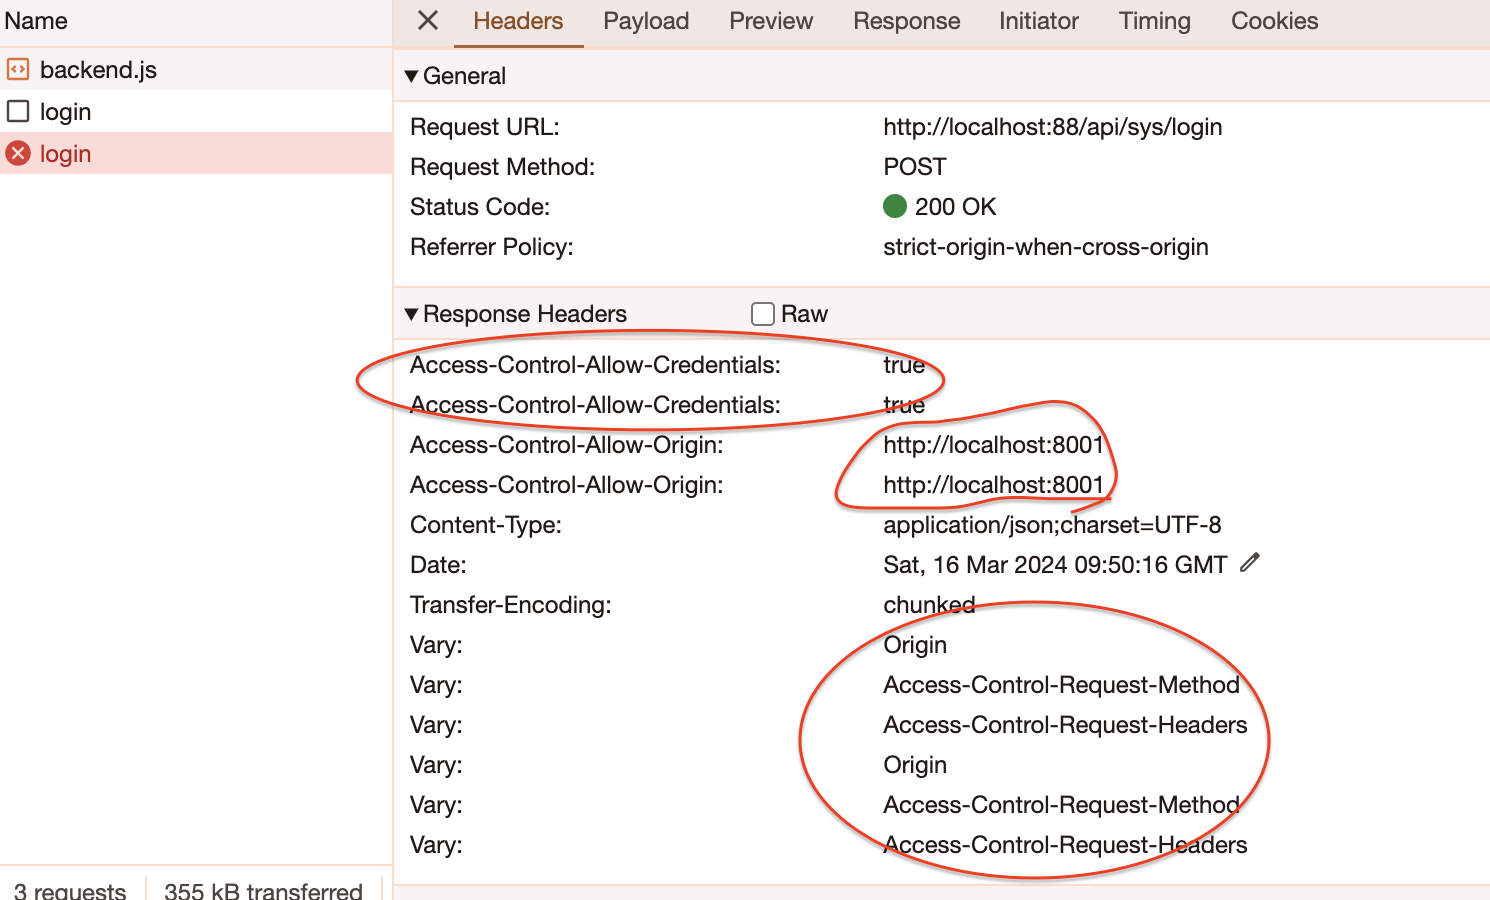 Name
Headers Payload Preview Response Initiator Timing Cookies
backend.js
login
login
General
Request URL: http://localhost:88/api/sys/login
Request Method: POST
Status Code: 200 OK
Referrer Policy: strict-origin-when-cross-origin
Response Headers Raw
Access-Control-Allow-Credentials: true
Access-Control-Allow-Credentials: true
Access-Control-Allow-Origin: http://localhost:8001
Access-Control-Allow-Origin: http://localhost:8001
Content-Type: application/json;charset=UTF-8
Date: Sat, 16 Mar 2024 09:50:16 GMT
Transfer-Encoding: chunked
Vary: Origin
Vary: Access-Control-Request-Method
Vary: Access-Control-Request-Headers
Vary: Origin
Vary: Access-Control-Request-Method
Vary: Access-Control-Request-Headers
3 requests 355 kB transferred